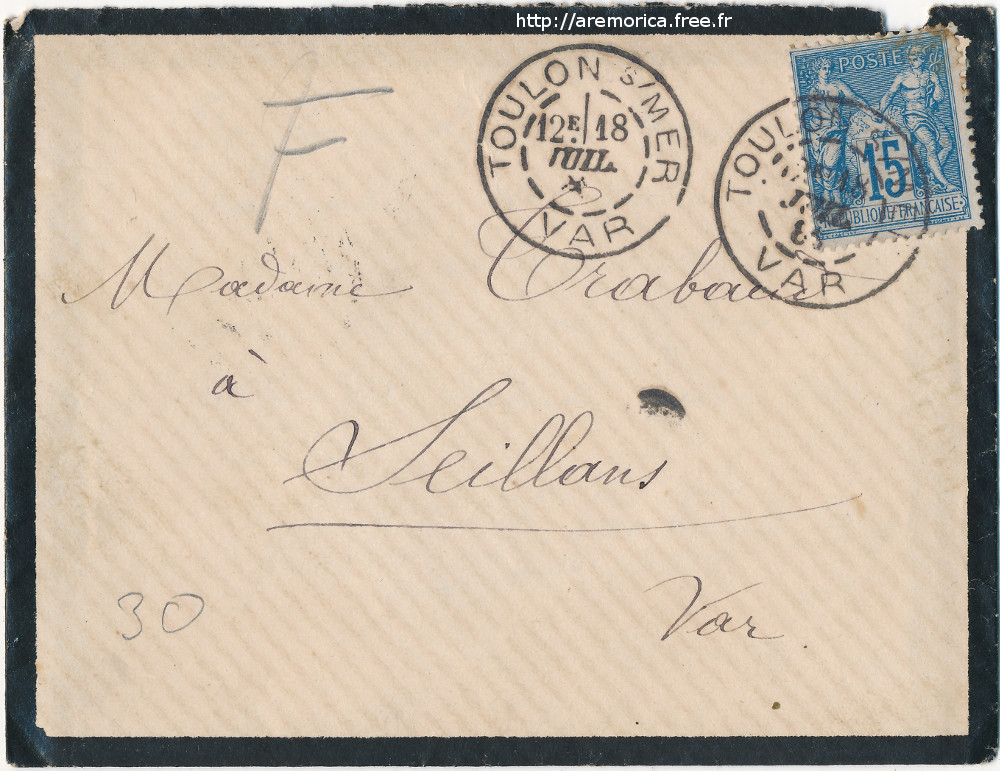 http://aremorica.free.fr
F
TOULON S/MER
12E 18
JUIL
VAR
POSTE
15
REPUBLIQUE FRANCAISE
TOULON
VAR
Madame Trabaux
à
Seillans
Var.
30